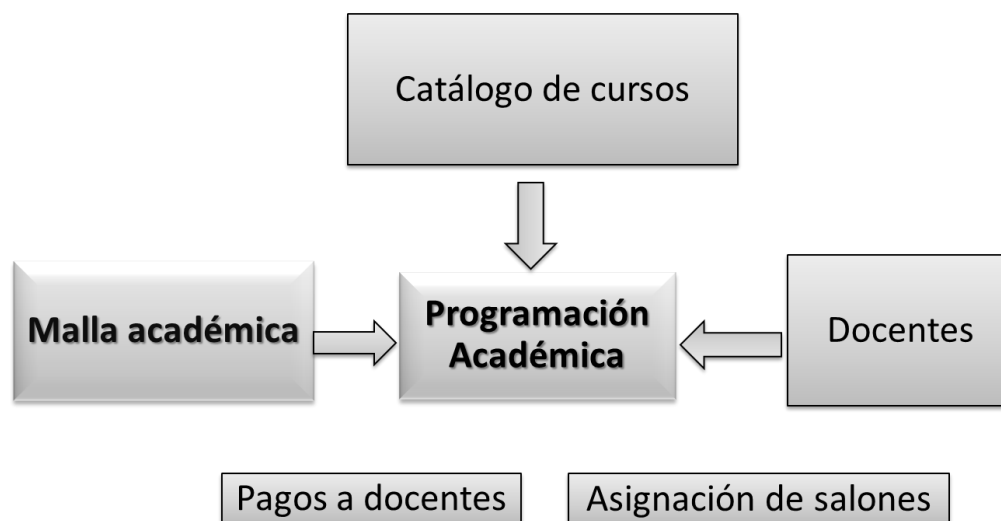 Catálogo de cursos
Malla académica
Programación
Académica
Docentes
Pagos a docentes
Asignación de salones